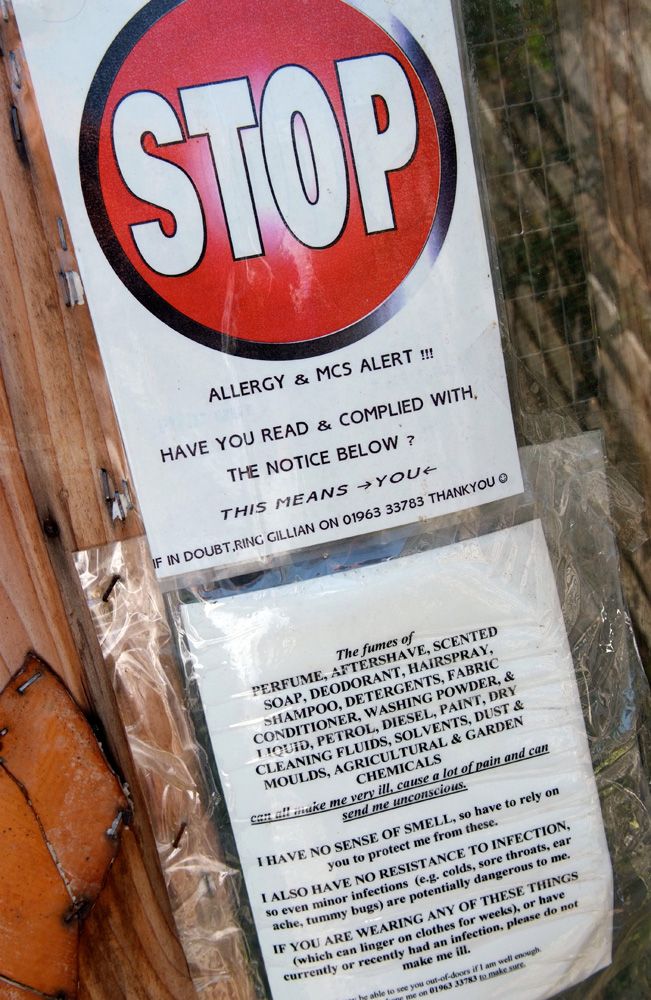 STOP
ALLERGY & MCS ALERT !!!
HAVE YOU READ & COMPLIED WITH,
THE NOTICE BELOW ?
THIS MEANS →YOU←
IF IN DOUBT,RING GILLIAN ON 01963 33783 THANKYOU ☺
The fumes of
PERFUME, AFTERSHAVE, SCENTED
SOAP, DEODORANT, HAIRSPRAY,
SHAMPOO, DETERGENTS, FABRIC
CONDITIONER, WASHING POWDER, &
LIQUID, PETROL, DIESEL, PAINT, DRY
CLEANING FLUIDS, SOLVENTS, DUST &
MOULDS, AGRICULTURAL & GARDEN
CHEMICALS
can all make me very ill, cause a lot of pain and can
send me unconscious.
I HAVE NO SENSE OF SMELL, so have to rely on
you to protect me from these.
I ALSO HAVE NO RESISTANCE TO INFECTION,
so even minor infections (e.g. colds, sore throats, ear
ache, tummy bugs) are potentially dangerous to me.
IF YOU ARE WEARING ANY OF THESE THINGS
(which can linger on clothes for weeks), or have
currently or recently had an infection, please do not
make me ill.
be able to see you out-of-doors if I am well enough.
me on 01963 33783 to make sure.